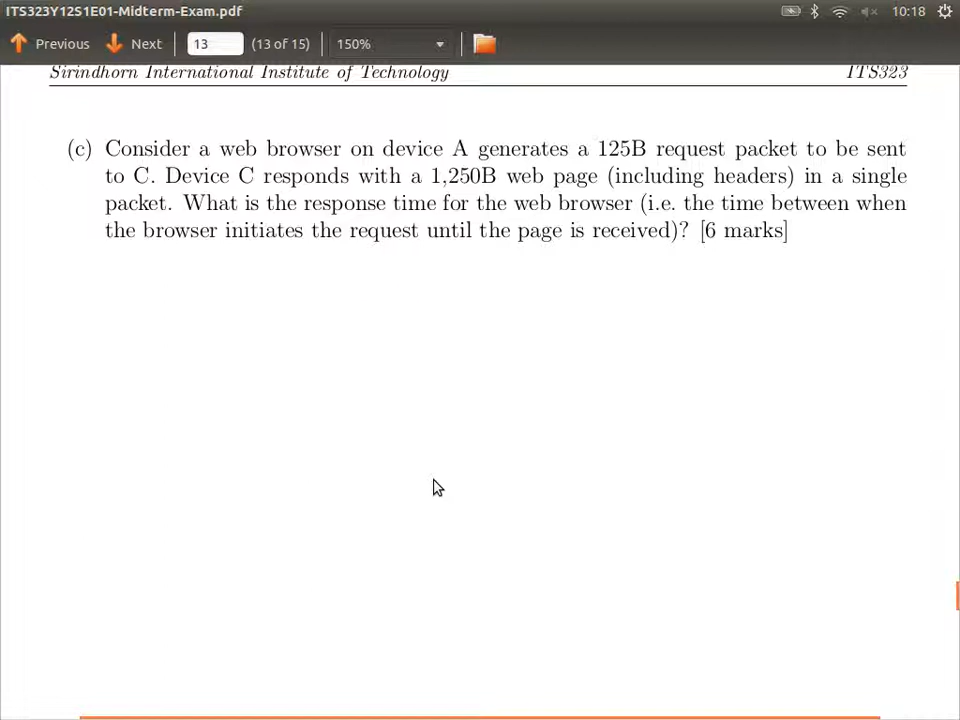 ITS323Y12S1E01-Midterm-Exam.pdf 10:18
Previous Next 13 (13 of 15) 150%
Sirindhorn International Institute of Technology ITS323
(c) Consider a web browser on device A generates a 125B request packet to be sent
to C. Device C responds with a 1,250B web page (including headers) in a single
packet. What is the response time for the web browser (i.e. the time between when
the browser initiates the request until the page is received)? [6 marks]